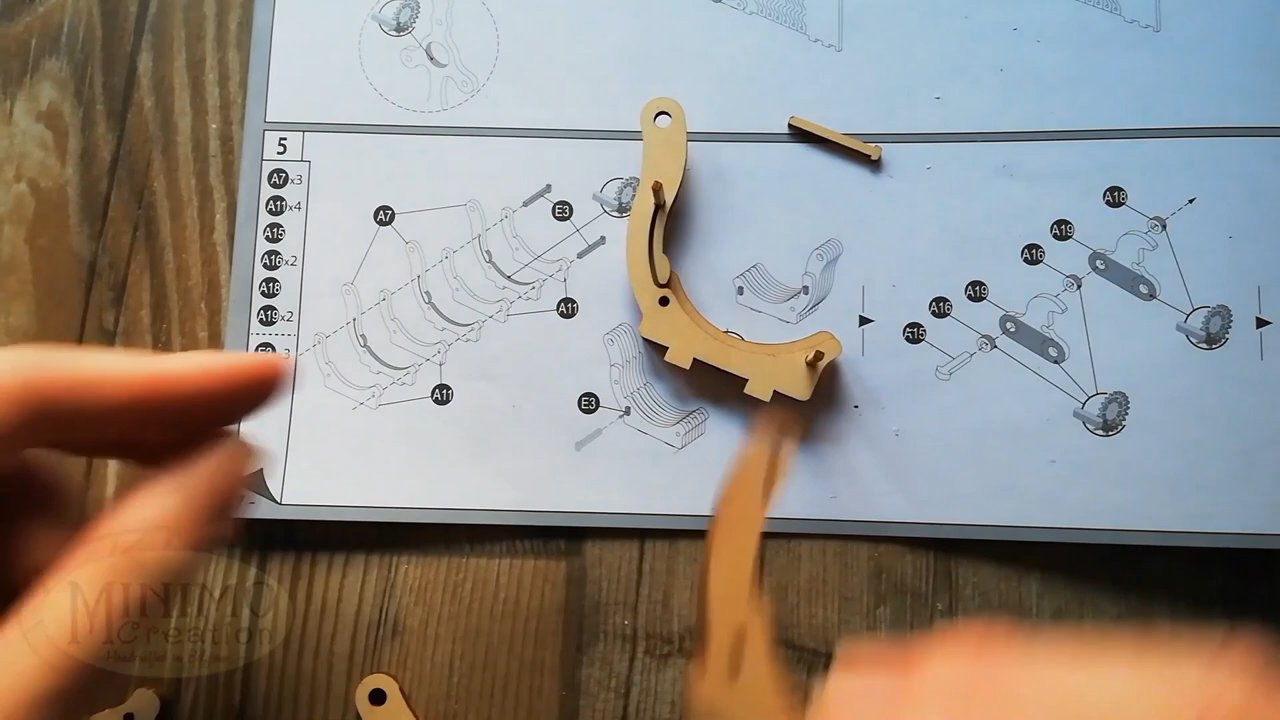 5
A7 x3
A11 x4
A15
A16 x2
A18
A19 x2
A7
E3
A11
A11
E3
A18
A19
A16
A19
A16
A15
MINIMC
Creation